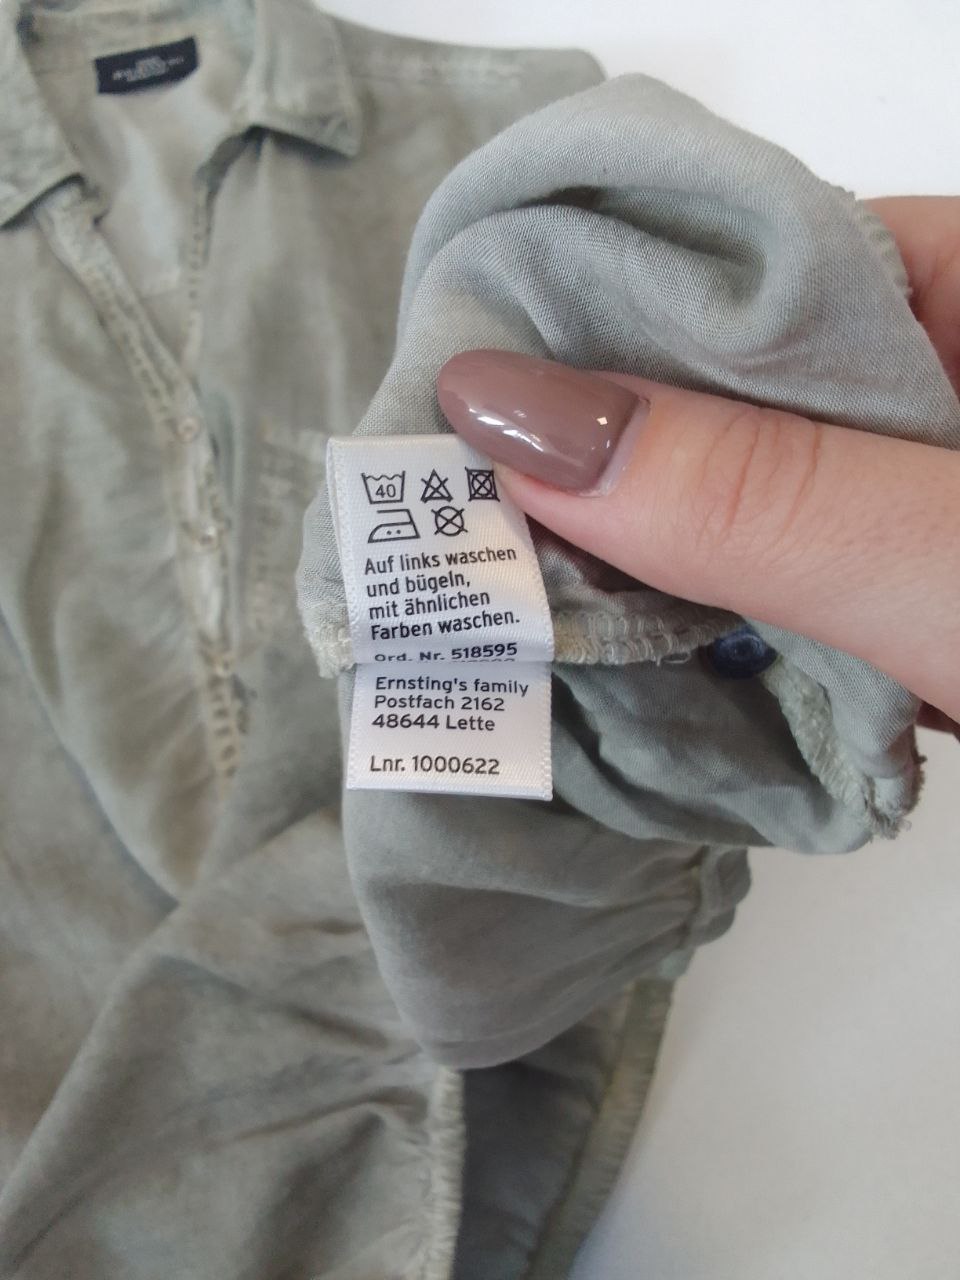 40
Auf links waschen
und bügeln,
mit ähnlichen
Farben waschen.
Ord. Nr. 518595
Ernsting's family
Postfach 2162
48644 Lette
Lnr. 1000622